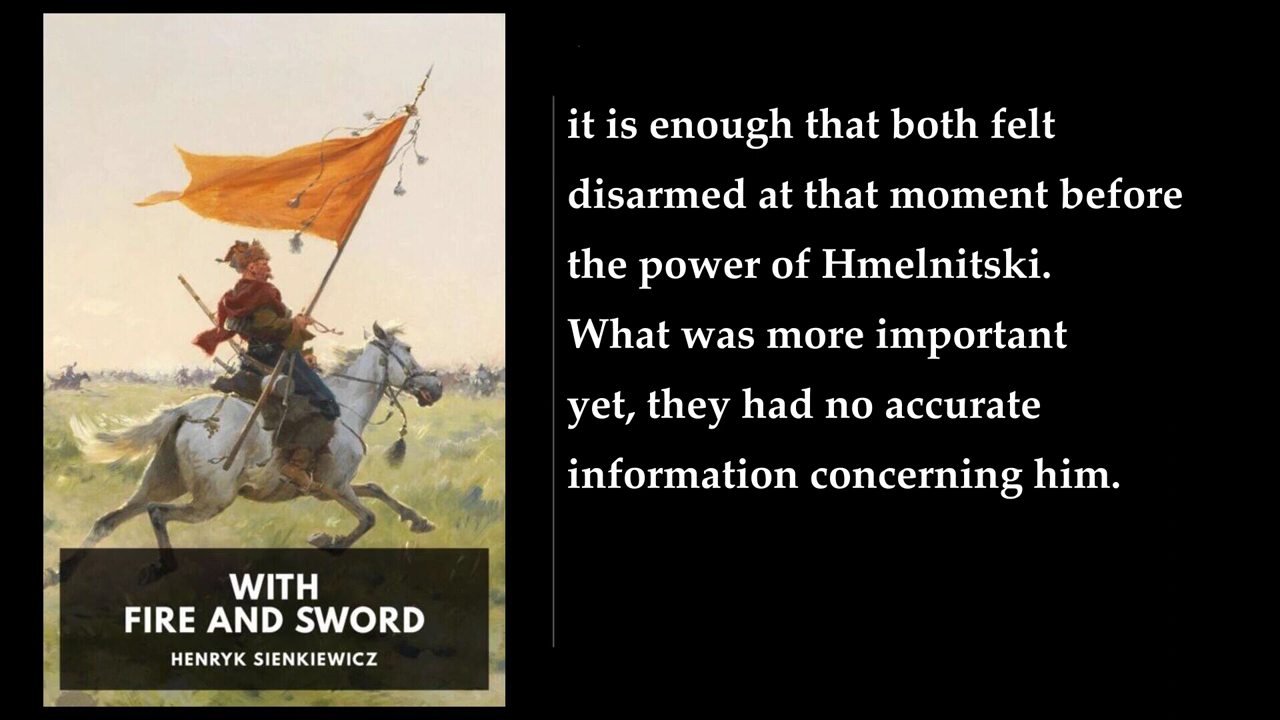 WITH
FIRE AND SWORD
HENRYK SIENKIEWICZ
it is enough that both felt
disarmed at that moment before
the power of Hmelnitski.
What was more important
yet, they had no accurate
information concerning him.